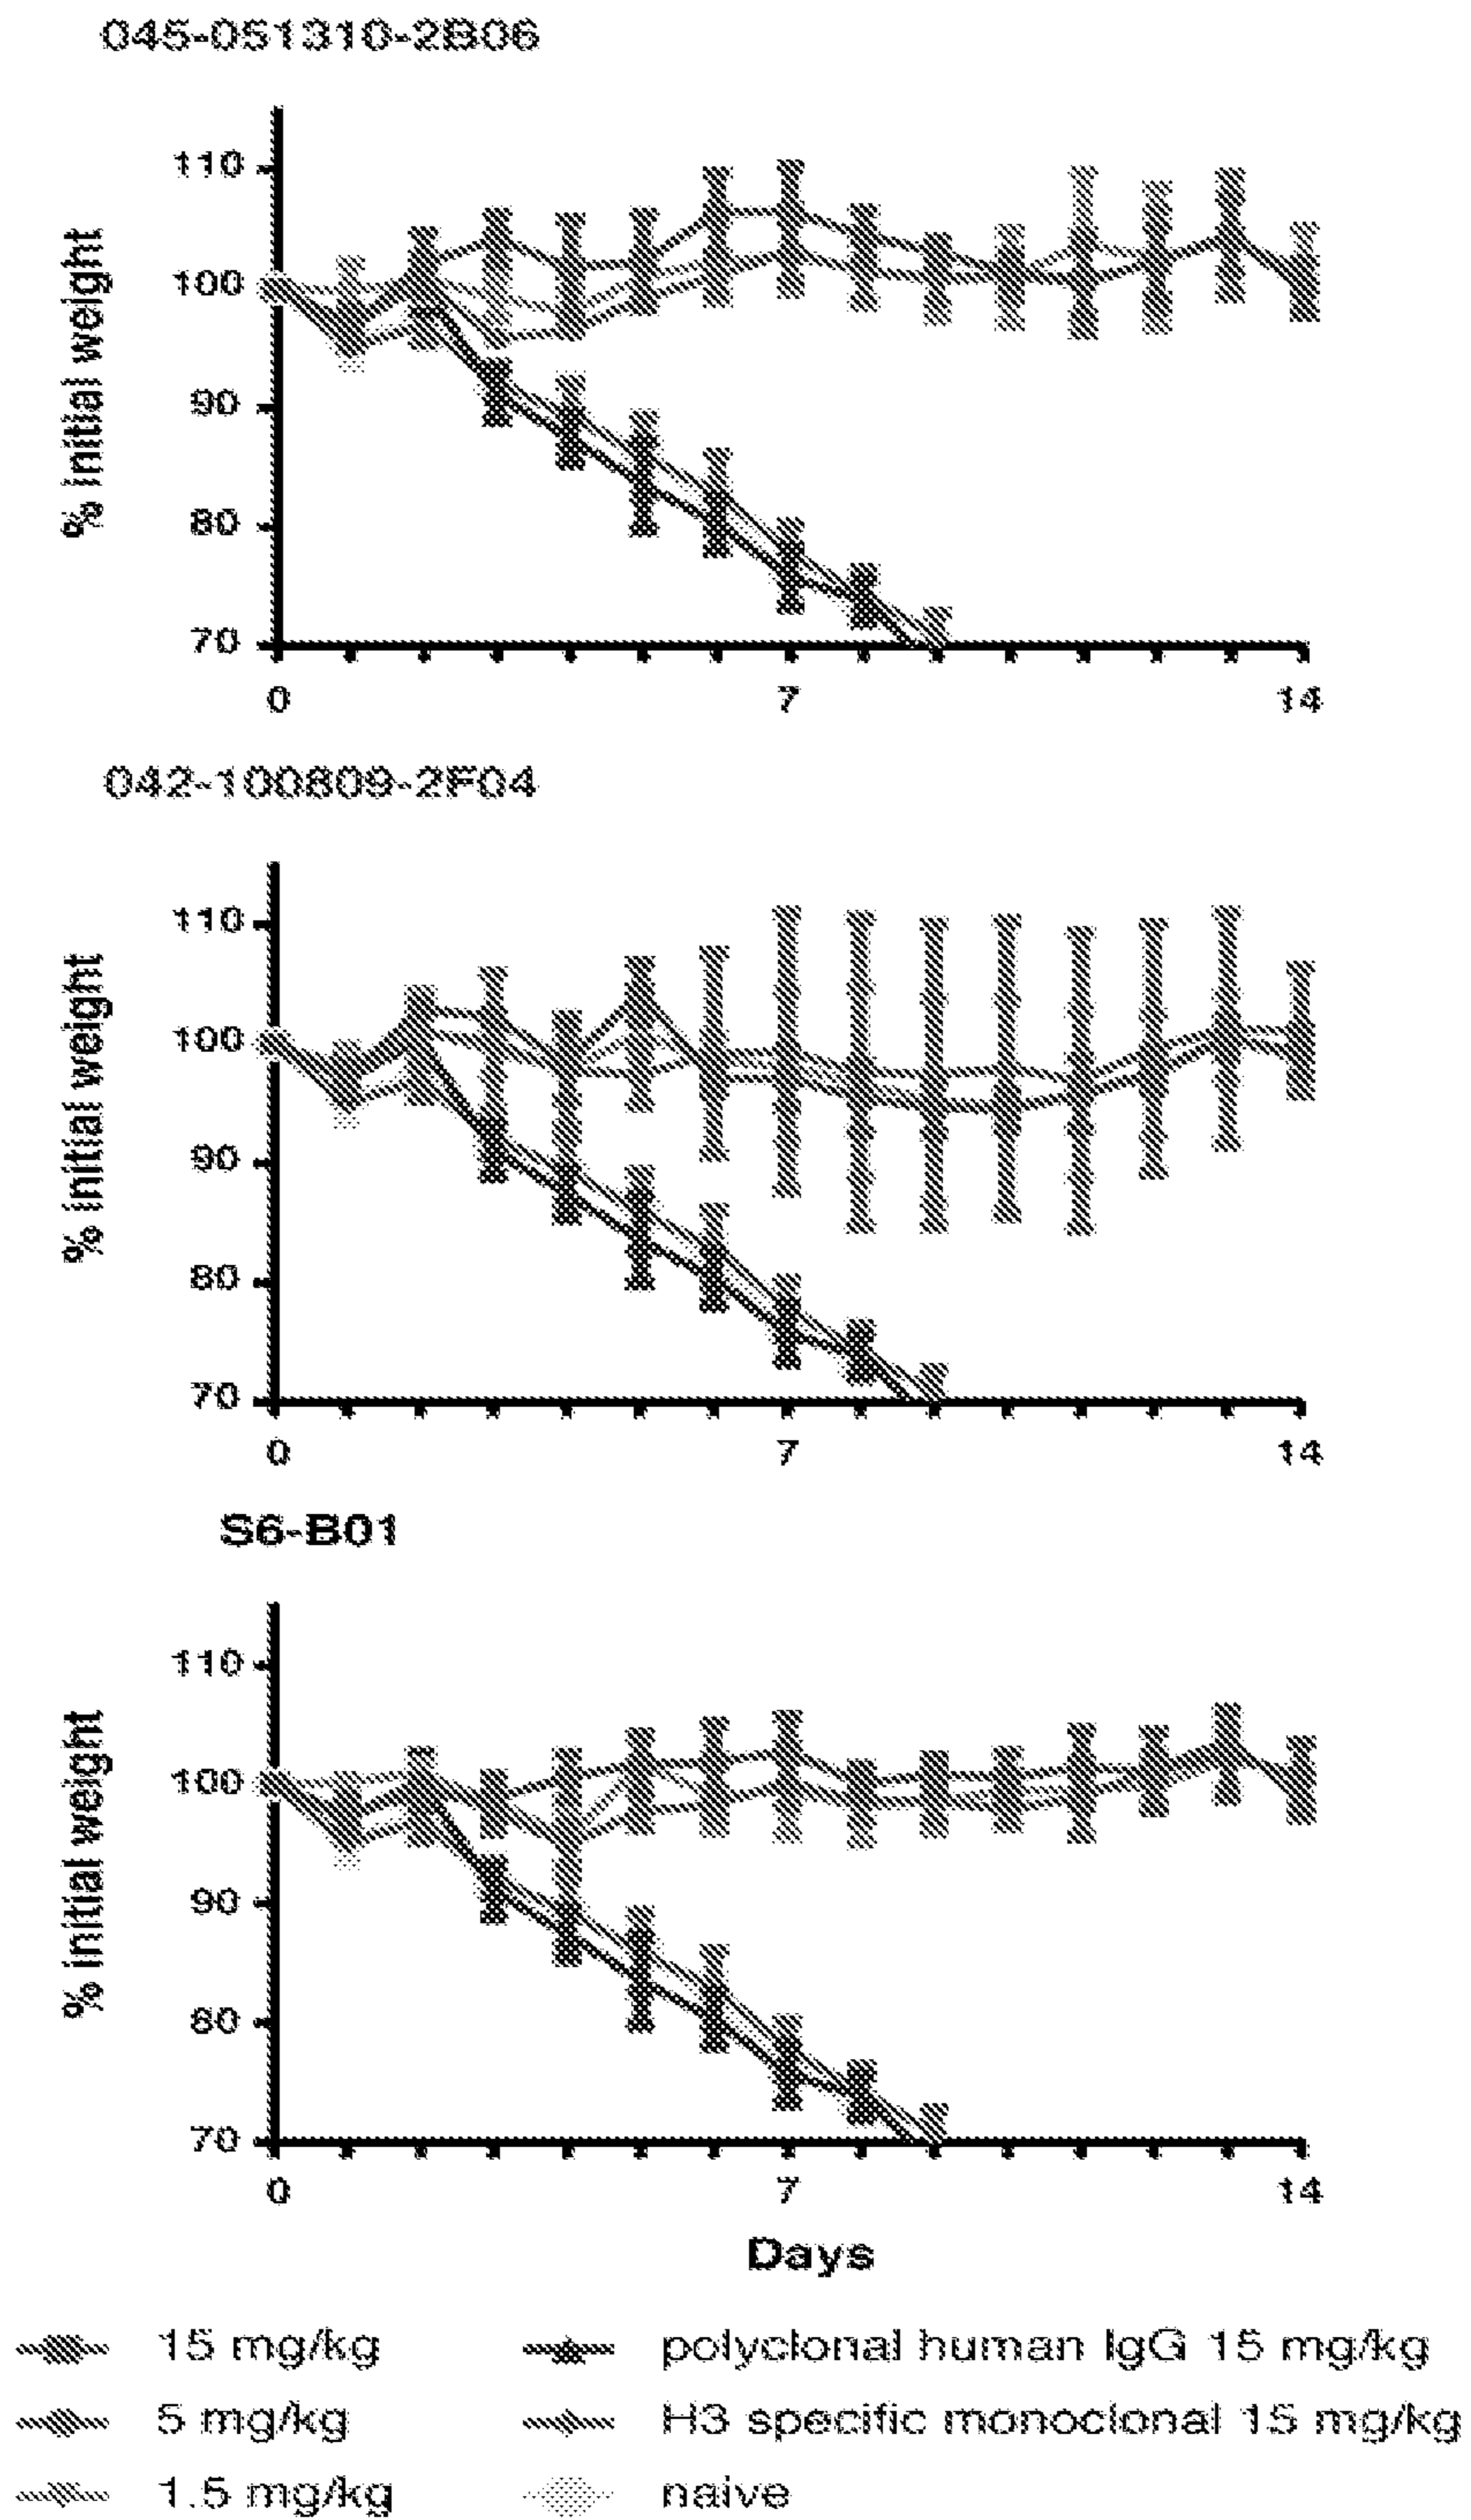 045-051310-2B06
110
100
90
80
70
% initial weight
0 7 14
042-100809-2F04
110
100
90
80
70
% initial weight
0 7 14
S6-B01
110
100
90
80
70
% initial weight
0 7 14
Days
15 mg/kg polyclonal human IgG 15 mg/kg
5 mg/kg H3 specific monoclonal 15 mg/kg
1.5 mg/kg naive